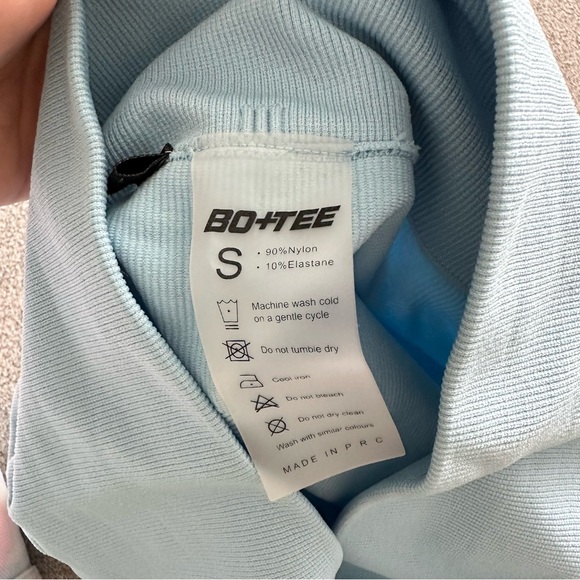 BO+TEE
S
• 90%Nylon
• 10%Elastane
Machine wash cold
on a gentle cycle
Do not tumble dry
Cool iron
Do not bleach
Do not dry clean
Wash with similar colours
MADE IN P R C